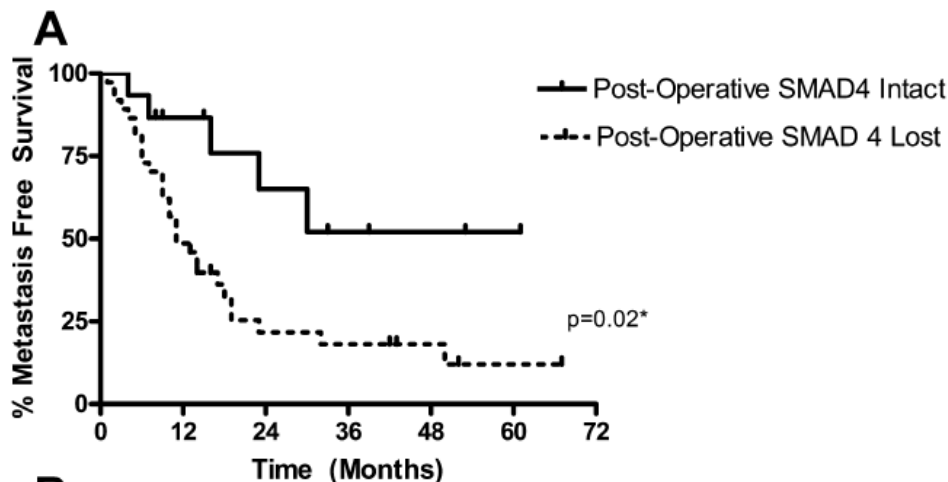 A
% Metastasis Free Survival
100
75
50
25
0
0 12 24 36 48 60 72
Time (Months)
Post-Operative SMAD4 Intact
Post-Operative SMAD 4 Lost
p=0.02*